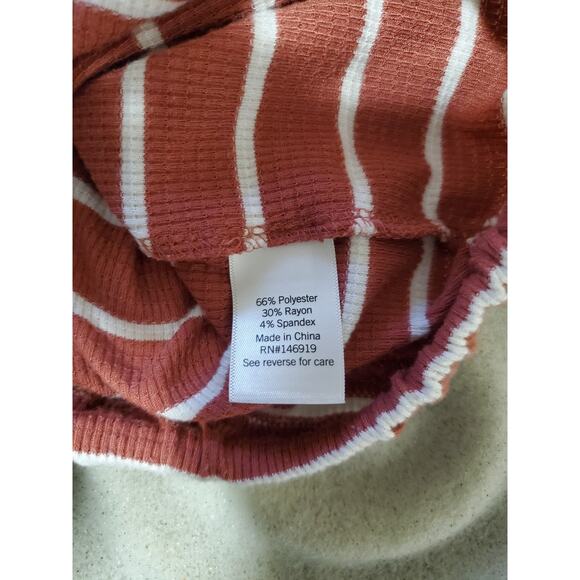 66% Polyester
30% Rayon
4% Spandex
Made in China
RN#146919
See reverse for care